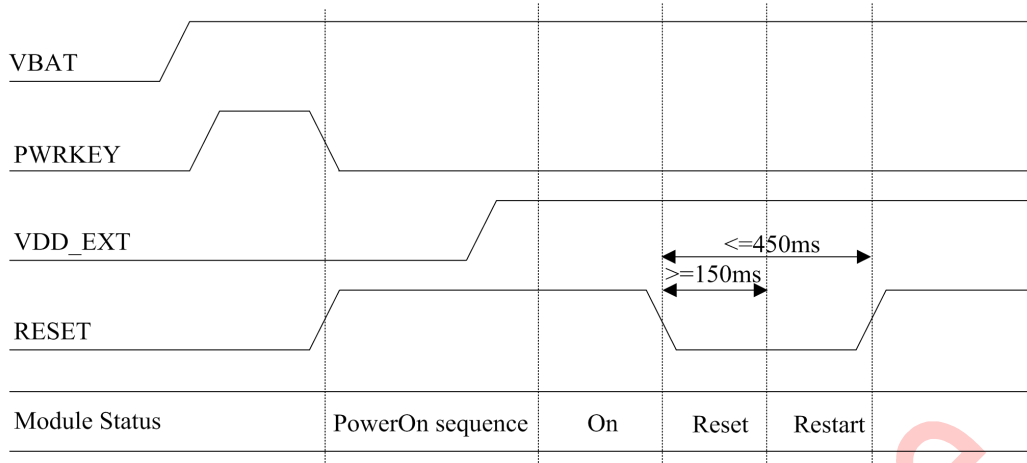 VBAT
PWRKEY
VDD_EXT
<=450ms
>=150ms
RESET
Module Status PowerOn sequence On Reset Restart